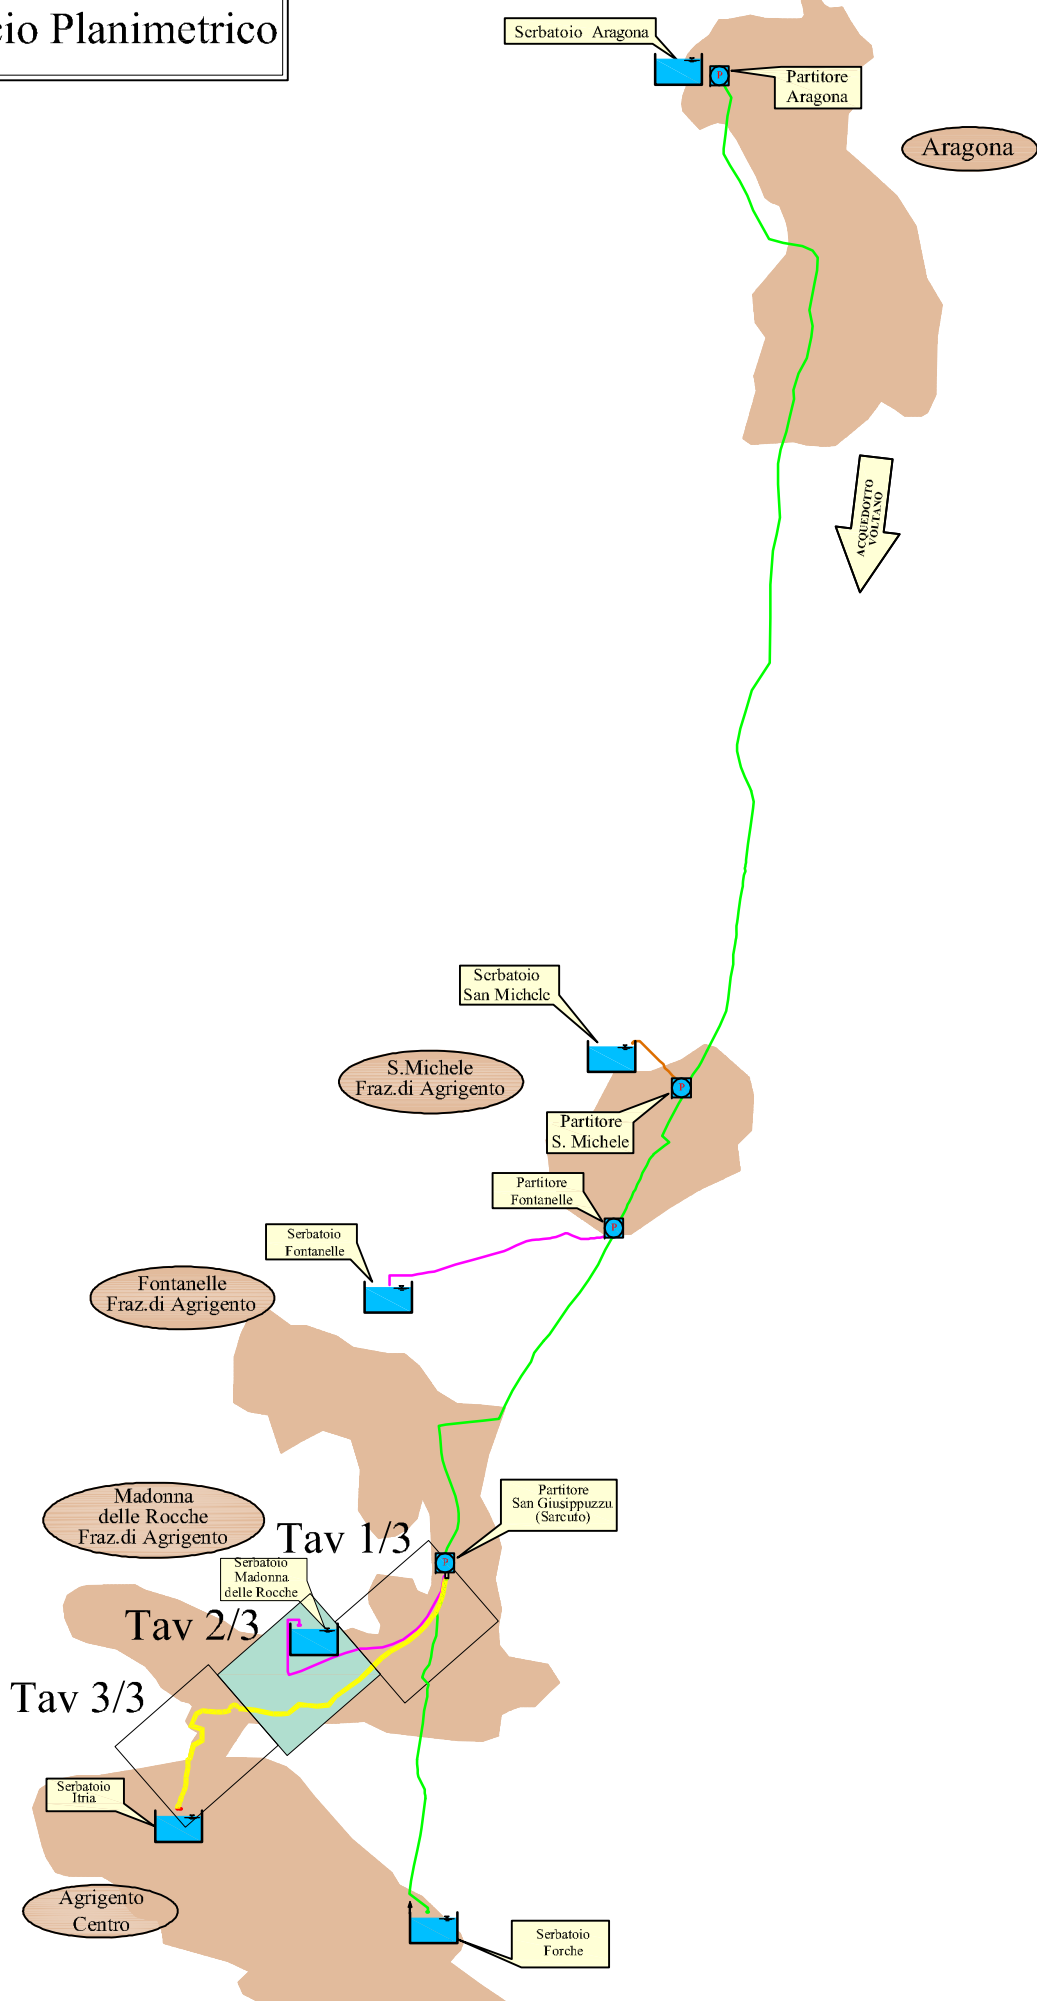 cio Planimetrico
Serbatoio Aragona
Partitore
Aragona
P
Aragona
ACQUEDOTTO
VOLTANO
Serbatoio
San Michele
S.Michele
Fraz.di Agrigento
P
Partitore
S. Michele
Partitore
Fontanelle
P
Serbatoio
Fontanelle
Fontanelle
Fraz.di Agrigento
Partitore
San Giusippuzzu
(Sarcuto)
Madonna
delle Rocche
Fraz.di Agrigento
Tav 1/3
P
Serbatoio
Madonna
delle Rocche
Tav 2/3
Tav 3/3
Serbatoio
Itria
Agrigento
Centro
Serbatoio
Forche